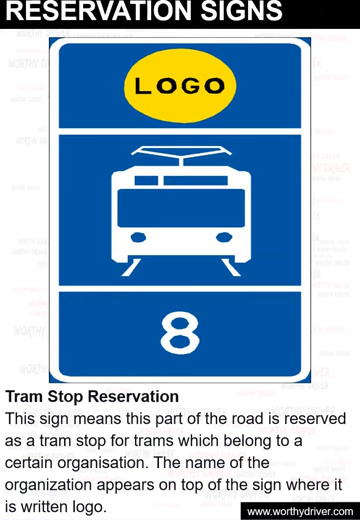 RESERVATION SIGNS
LOGO
8
Tram Stop Reservation
This sign means this part of the road is reserved
as a tram stop for trams which belong to a
certain organisation. The name of the
organization appears on top of the sign where it
is written logo.
www.worthydriver.com